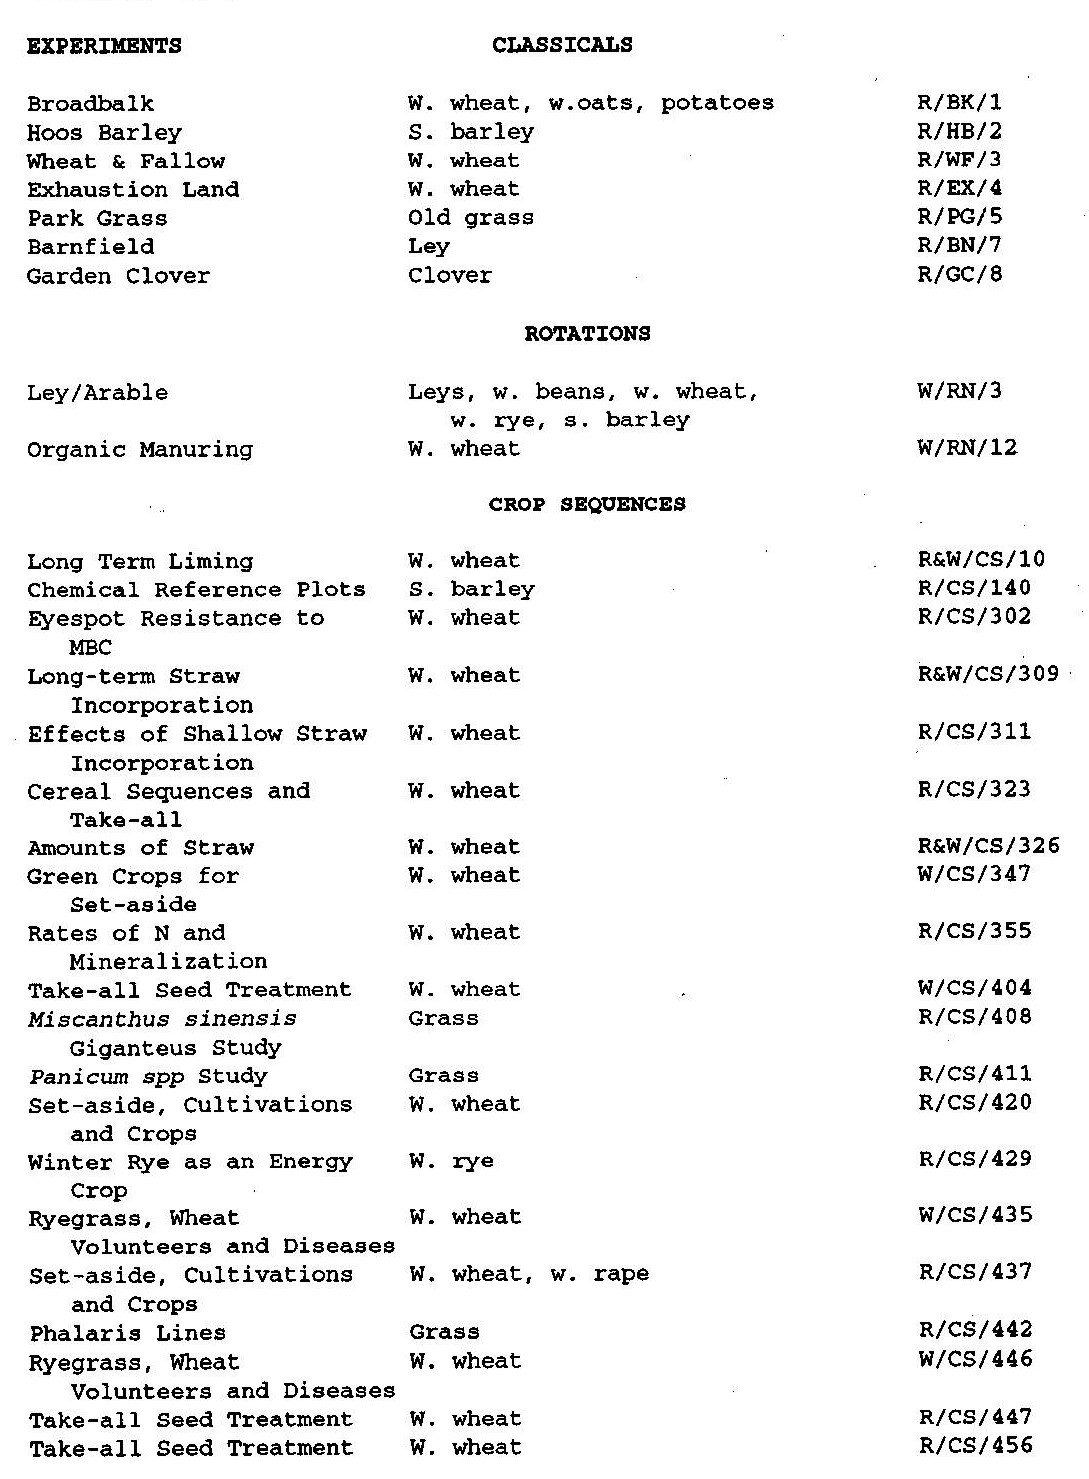 EXPERIMENTS CLASSICALS
Broadbalk W. wheat, w.oats, potatoes R/BK/1
Hoos Barley S. barley R/HB/2
Wheat & Fallow W. wheat R/WF/3
Exhaustion Land W. wheat R/EX/4
Park Grass Old grass R/PG/5
Barnfield Ley R/BN/7
Garden Clover Clover R/GC/8
ROTATIONS
Ley/Arable Leys, w. beans, w. wheat, W/RN/3
w. rye, s. barley
Organic Manuring W. wheat W/RN/12
CROP SEQUENCES
Long Term Liming W. wheat R&W/CS/10
Chemical Reference Plots S. barley R/CS/140
Eyespot Resistance to W. wheat R/CS/302
MBC
Long-term Straw W. wheat R&W/CS/309
Incorporation
Effects of Shallow Straw W. wheat R/CS/311
Incorporation
Cereal Sequences and W. wheat R/CS/323
Take-all
Amounts of Straw W. wheat R&W/CS/326
Green Crops for W. wheat W/CS/347
Set-aside
Rates of N and W. wheat R/CS/355
Mineralization
Take-all Seed Treatment W. wheat W/CS/404
Miscanthus sinensis Grass R/CS/408
Giganteus Study
Panicum spp Study Grass R/CS/411
Set-aside, Cultivations W. wheat R/CS/420
and Crops
Winter Rye as an Energy W. rye R/CS/429
Crop
Ryegrass, Wheat W. wheat W/CS/435
Volunteers and Diseases
Set-aside, Cultivations W. wheat, w. rape R/CS/437
and Crops
Phalaris Lines Grass R/CS/442
Ryegrass, Wheat W. wheat W/CS/446
Volunteers and Diseases
Take-all Seed Treatment W. wheat R/CS/447
Take-all Seed Treatment W. wheat R/CS/456